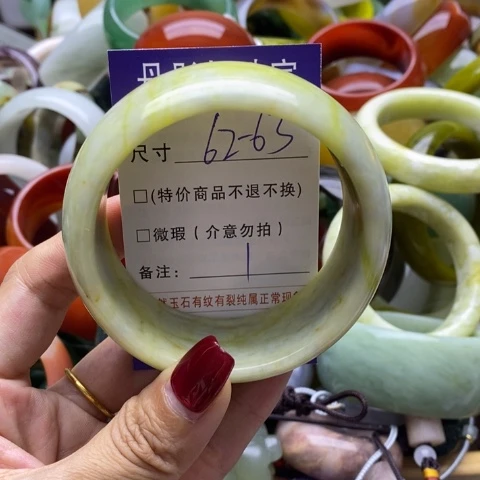 尺寸 62-63
□(特价商品不退不换)
□微瑕(介意勿拍)
备注：
玉石有纹有裂纯属正常现